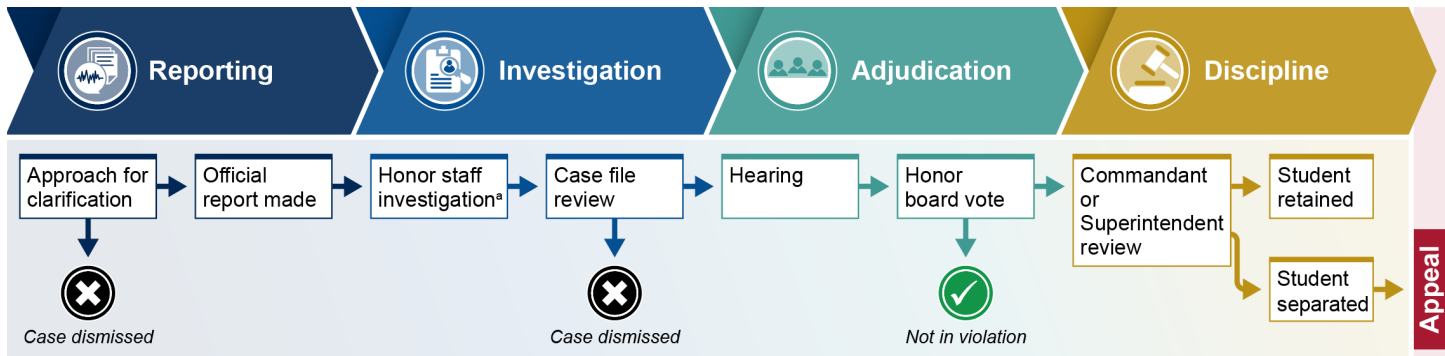 Reporting
Investigation
Adjudication
Discipline
Approach for
clarification
Official
report made
Honor staff
investigationᵃ
Case file
review
Hearing
Honor
board vote
Commandant
or
Superintendent
review
Student
retained
Student
separated
Case dismissed
Case dismissed
Not in violation
Appeal